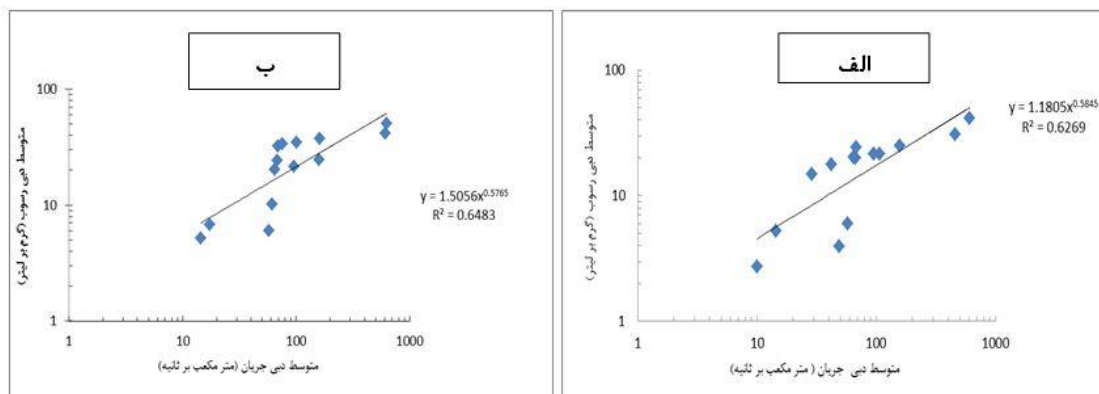 الف
100
10
1
1 10 100 1000
y = 1.1805x^0.5845
R² = 0.6269
متوسط دبی رسوب (گرم بر لیتر)
متوسط دبی جریان ( متر مکعب بر ثانیه)
ب
100
10
1
1 10 100 1000
y = 1.5056x^0.5765
R² = 0.6483
متوسط دبی رسوب (گرم بر لیتر)
متوسط دبی جریان (متر مکعب بر ثانیه)